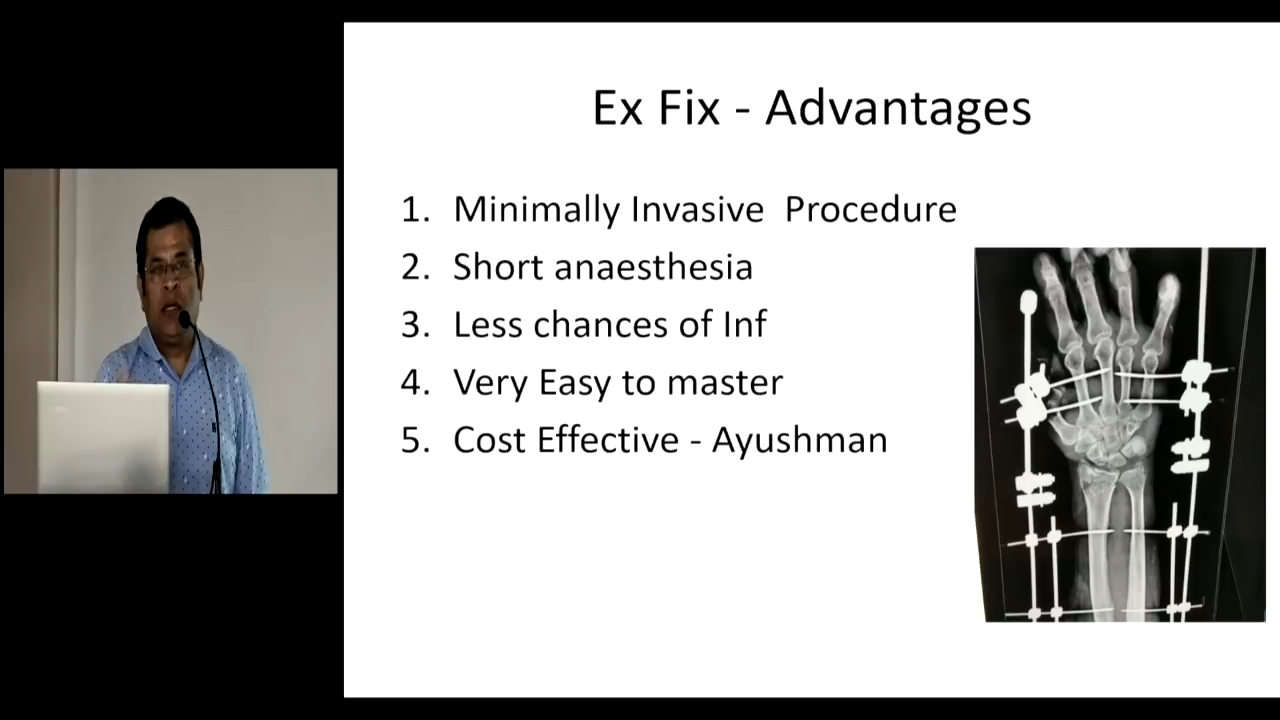 Ex Fix - Advantages
1. Minimally Invasive Procedure
2. Short anaesthesia
3. Less chances of Inf
4. Very Easy to master
5. Cost Effective - Ayushman